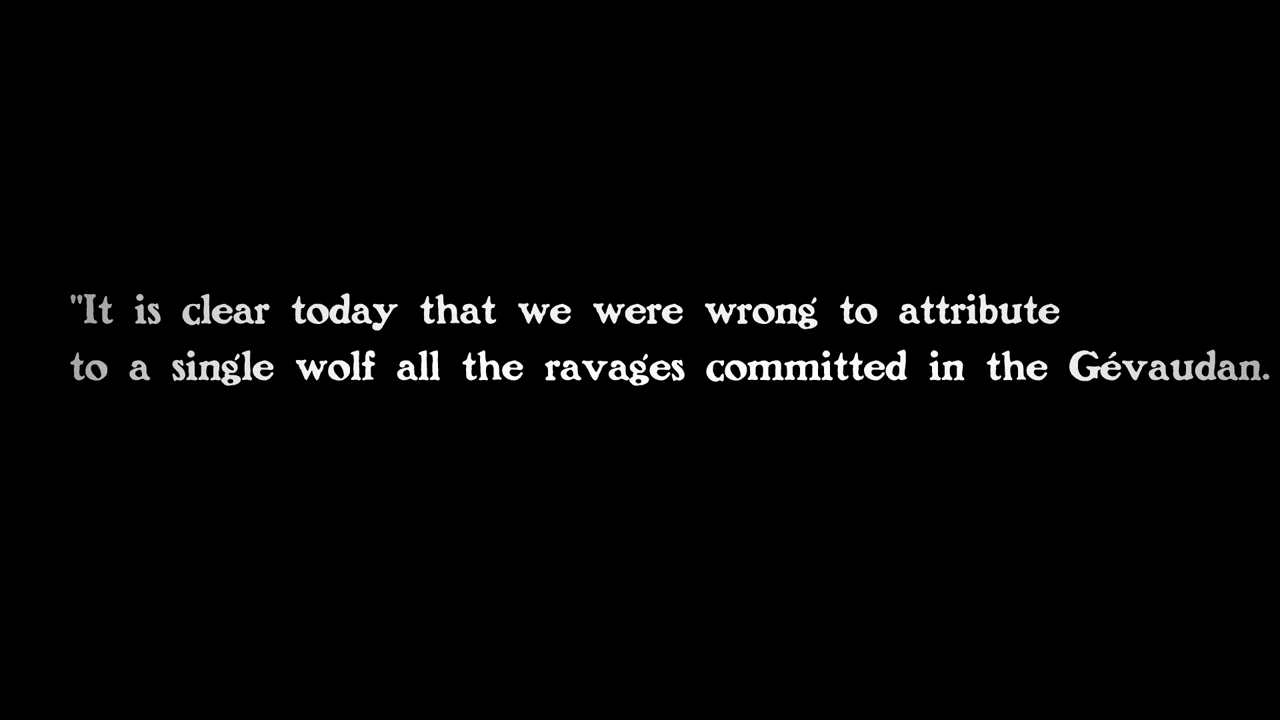 "It is clear today that we were wrong to attribute
to a single wolf all the ravages committed in the Gévaudan.